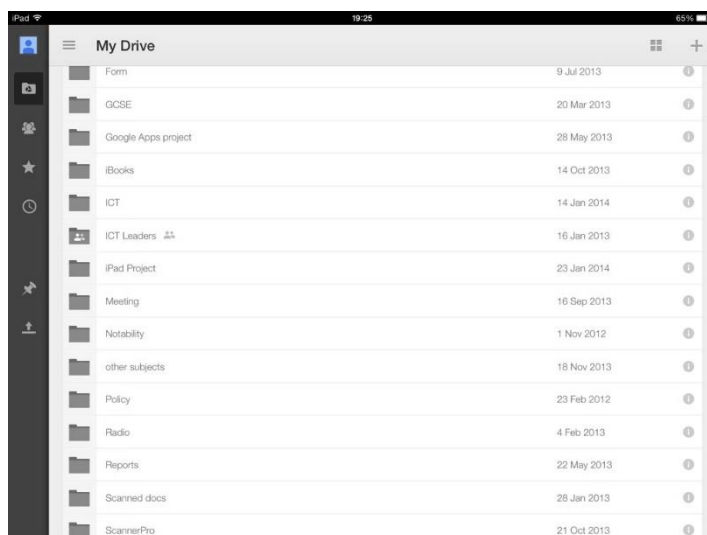 iPad 19:25 65%
My Drive
Form 9 Jul 2013
GCSE 20 Mar 2013
Google Apps project 28 May 2013
iBooks 14 Oct 2013
ICT 14 Jan 2014
ICT Leaders 16 Jan 2013
iPad Project 23 Jan 2014
Meeting 16 Sep 2013
Notability 1 Nov 2012
other subjects 18 Nov 2013
Policy 23 Feb 2012
Radio 4 Feb 2013
Reports 22 May 2013
Scanned docs 28 Jan 2013
ScannerPro 21 Oct 2013